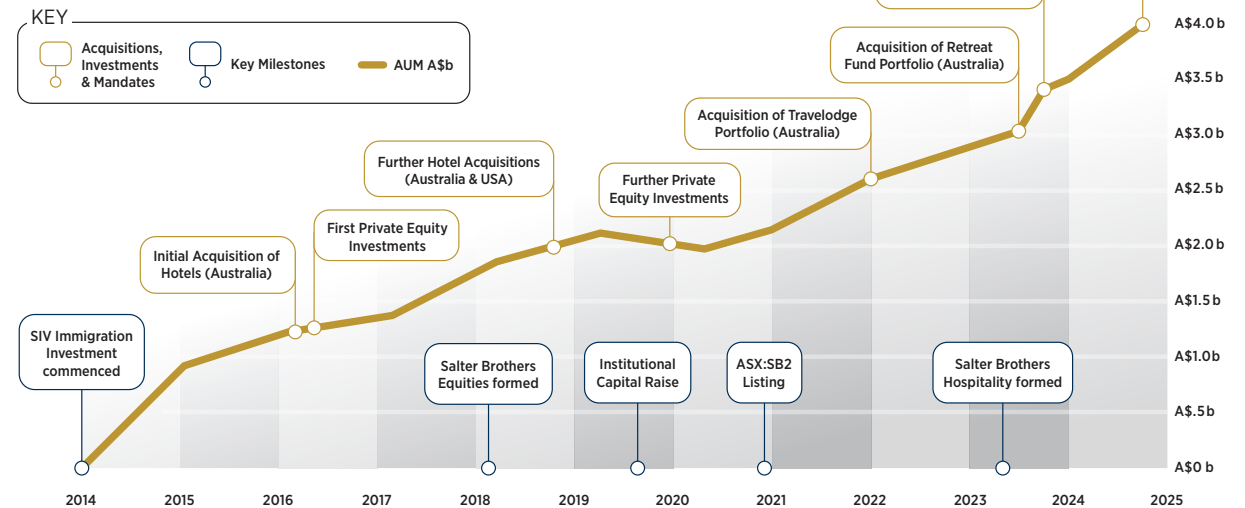 KEY
Acquisitions,
Investments
& Mandates
Key Milestones
AUM A$b
A$4.0 b
Acquisition of Retreat
Fund Portfolio (Australia)
A$3.5 b
Acquisition of Travelodge
Portfolio (Australia)
A$3.0 b
Further Hotel Acquisitions
(Australia & USA)
Further Private
Equity Investments
A$2.5 b
First Private Equity
Investments
A$2.0 b
Initial Acquisition of
Hotels (Australia)
A$1.5 b
SIV Immigration
Investment
commenced
A$1.0 b
Salter Brothers
Equities formed
Institutional
Capital Raise
ASX:SB2
Listing
Salter Brothers
Hospitality formed
A$.5 b
A$0 b
2014
2015
2016
2017
2018
2019
2020
2021
2022
2023
2024
2025